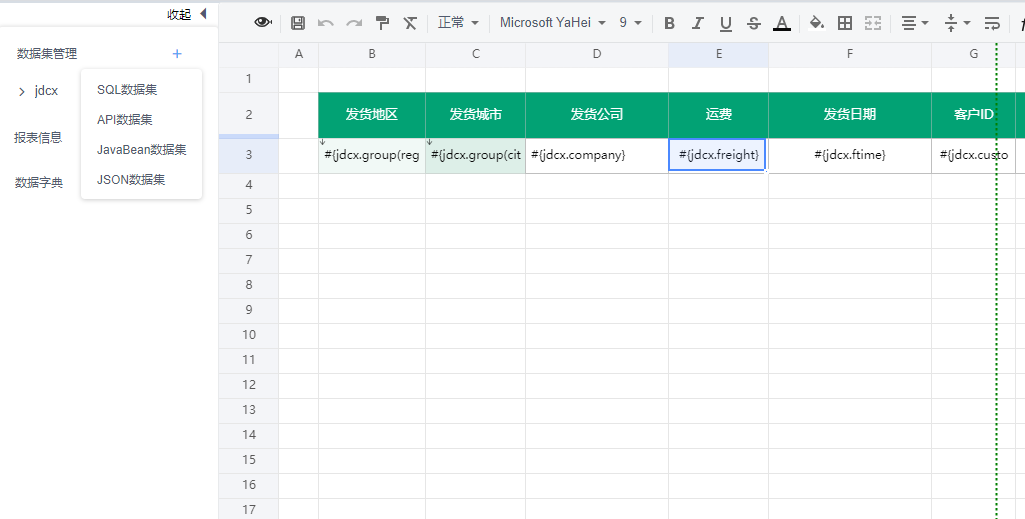 收起
数据集管理 +
jdcx
SQL数据集
API数据集
JavaBean数据集
JSON数据集
报表信息
数据字典
正常 Microsoft YaHei 9 B I U S A
A B C D E F G
1
2 发货地区 发货城市 发货公司 运费 发货日期 客户ID
3 #{jdcx.group(reg #{jdcx.group(cit #{jdcx.company} #{jdcx.freight} #{jdcx.ftime} #{jdcx.custo
4
5
6
7
8
9
10
11
12
13
14
15
16
17